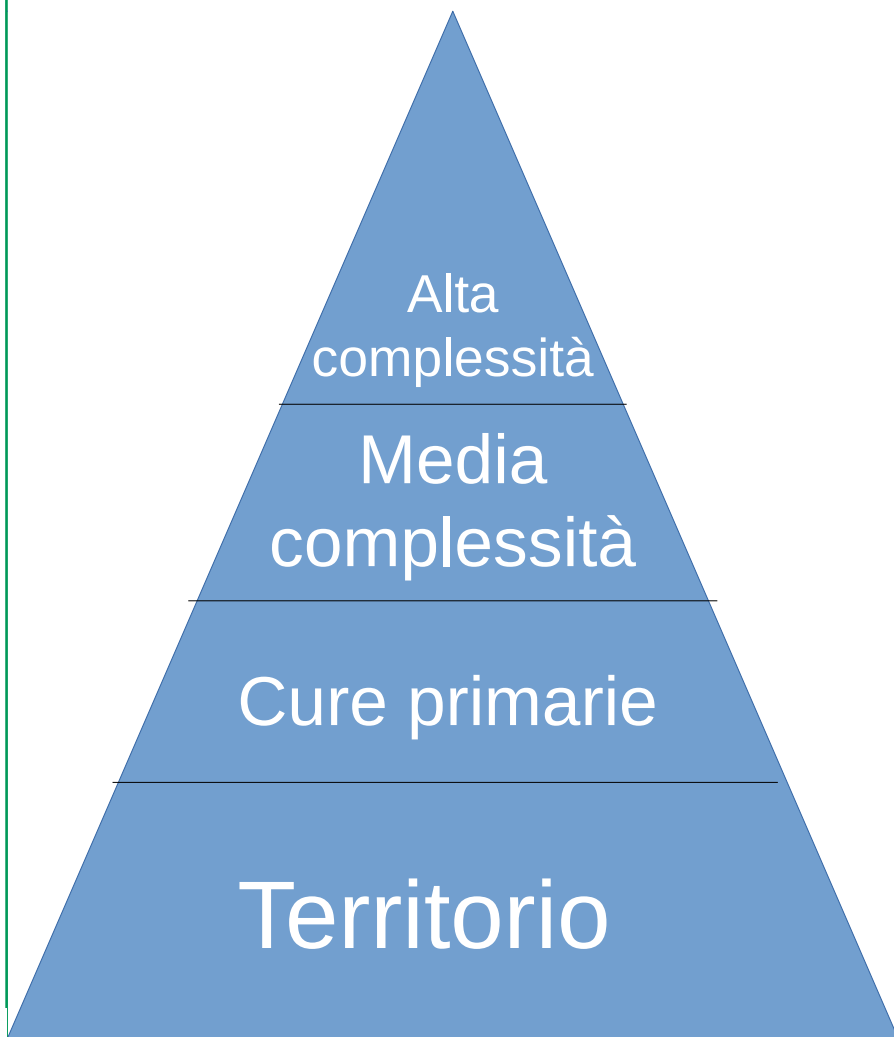 Alta
complessità
Media
complessità
Cure primarie
Territorio